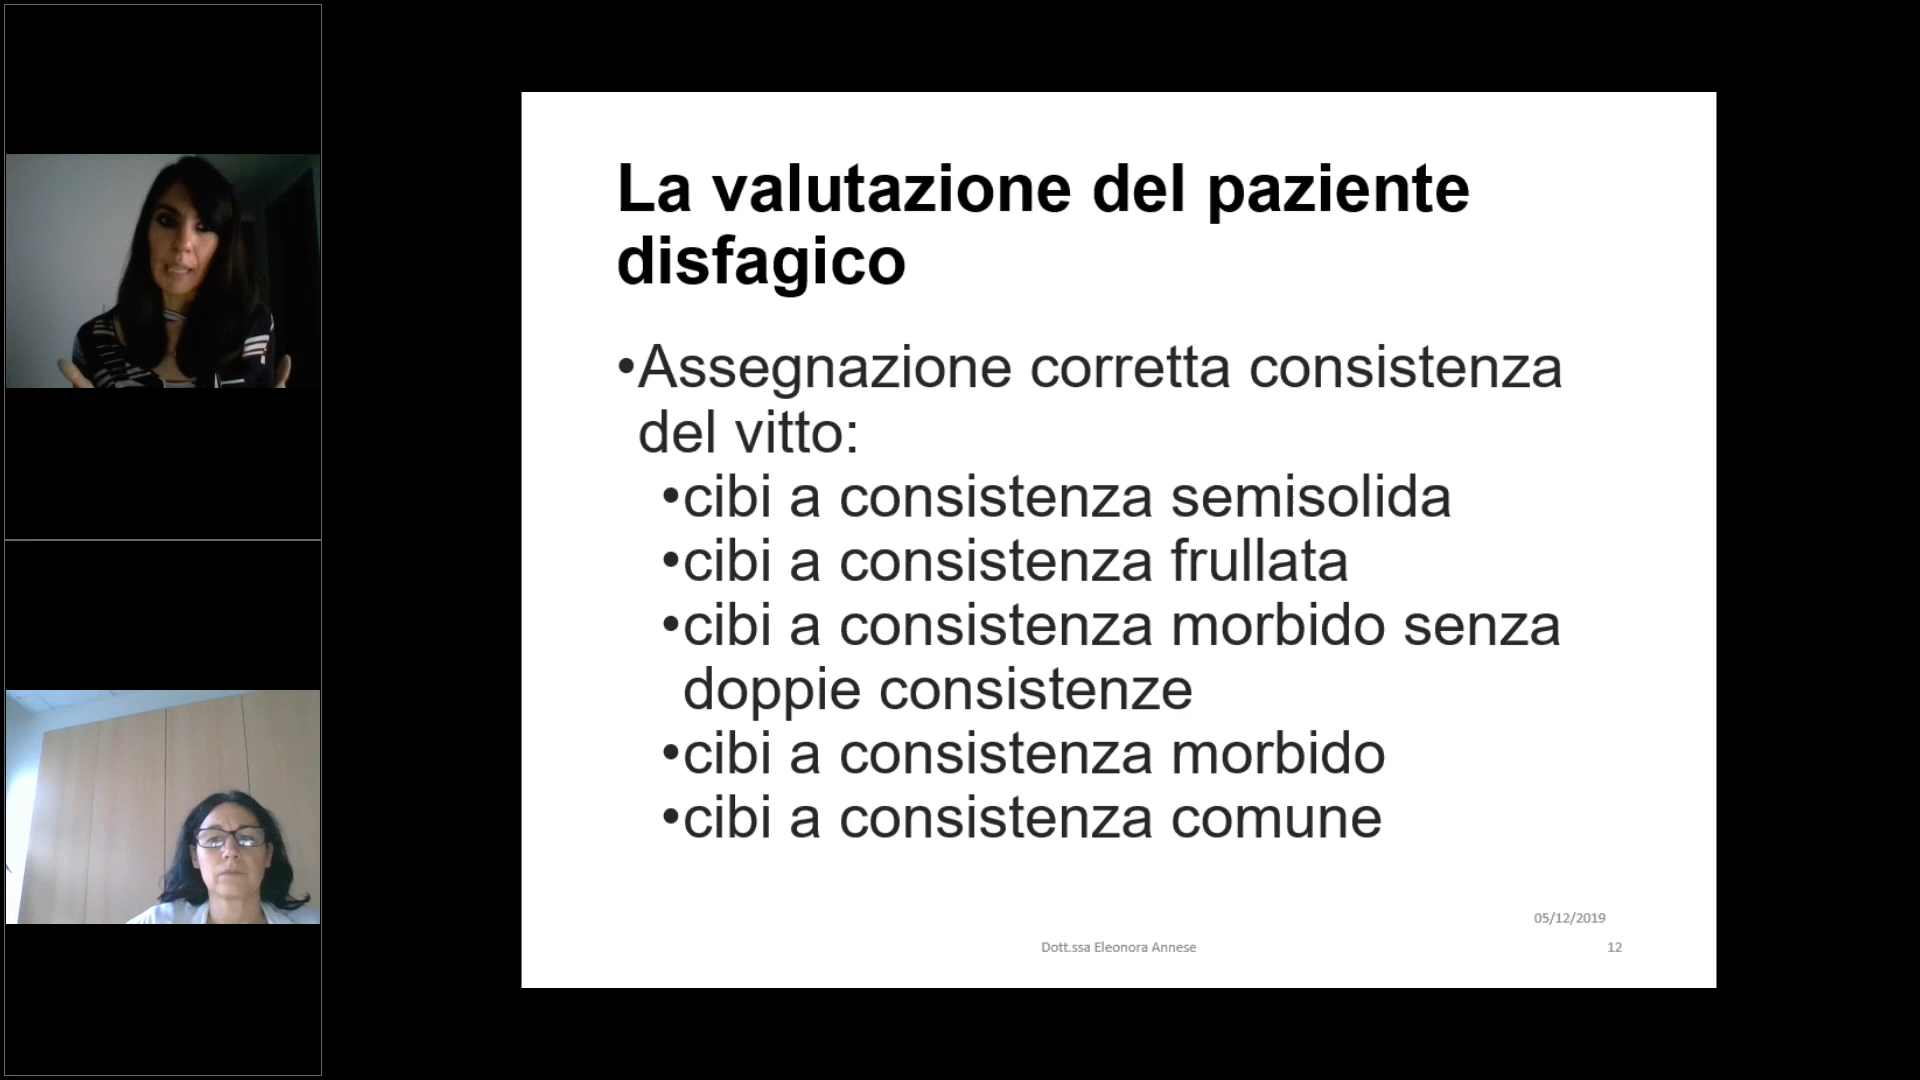 La valutazione del paziente
disfagico
•Assegnazione corretta consistenza
del vitto:
•cibi a consistenza semisolida
•cibi a consistenza frullata
•cibi a consistenza morbido senza
doppie consistenze
•cibi a consistenza morbido
•cibi a consistenza comune
05/12/2019
Dott.ssa Eleonora Annese
12